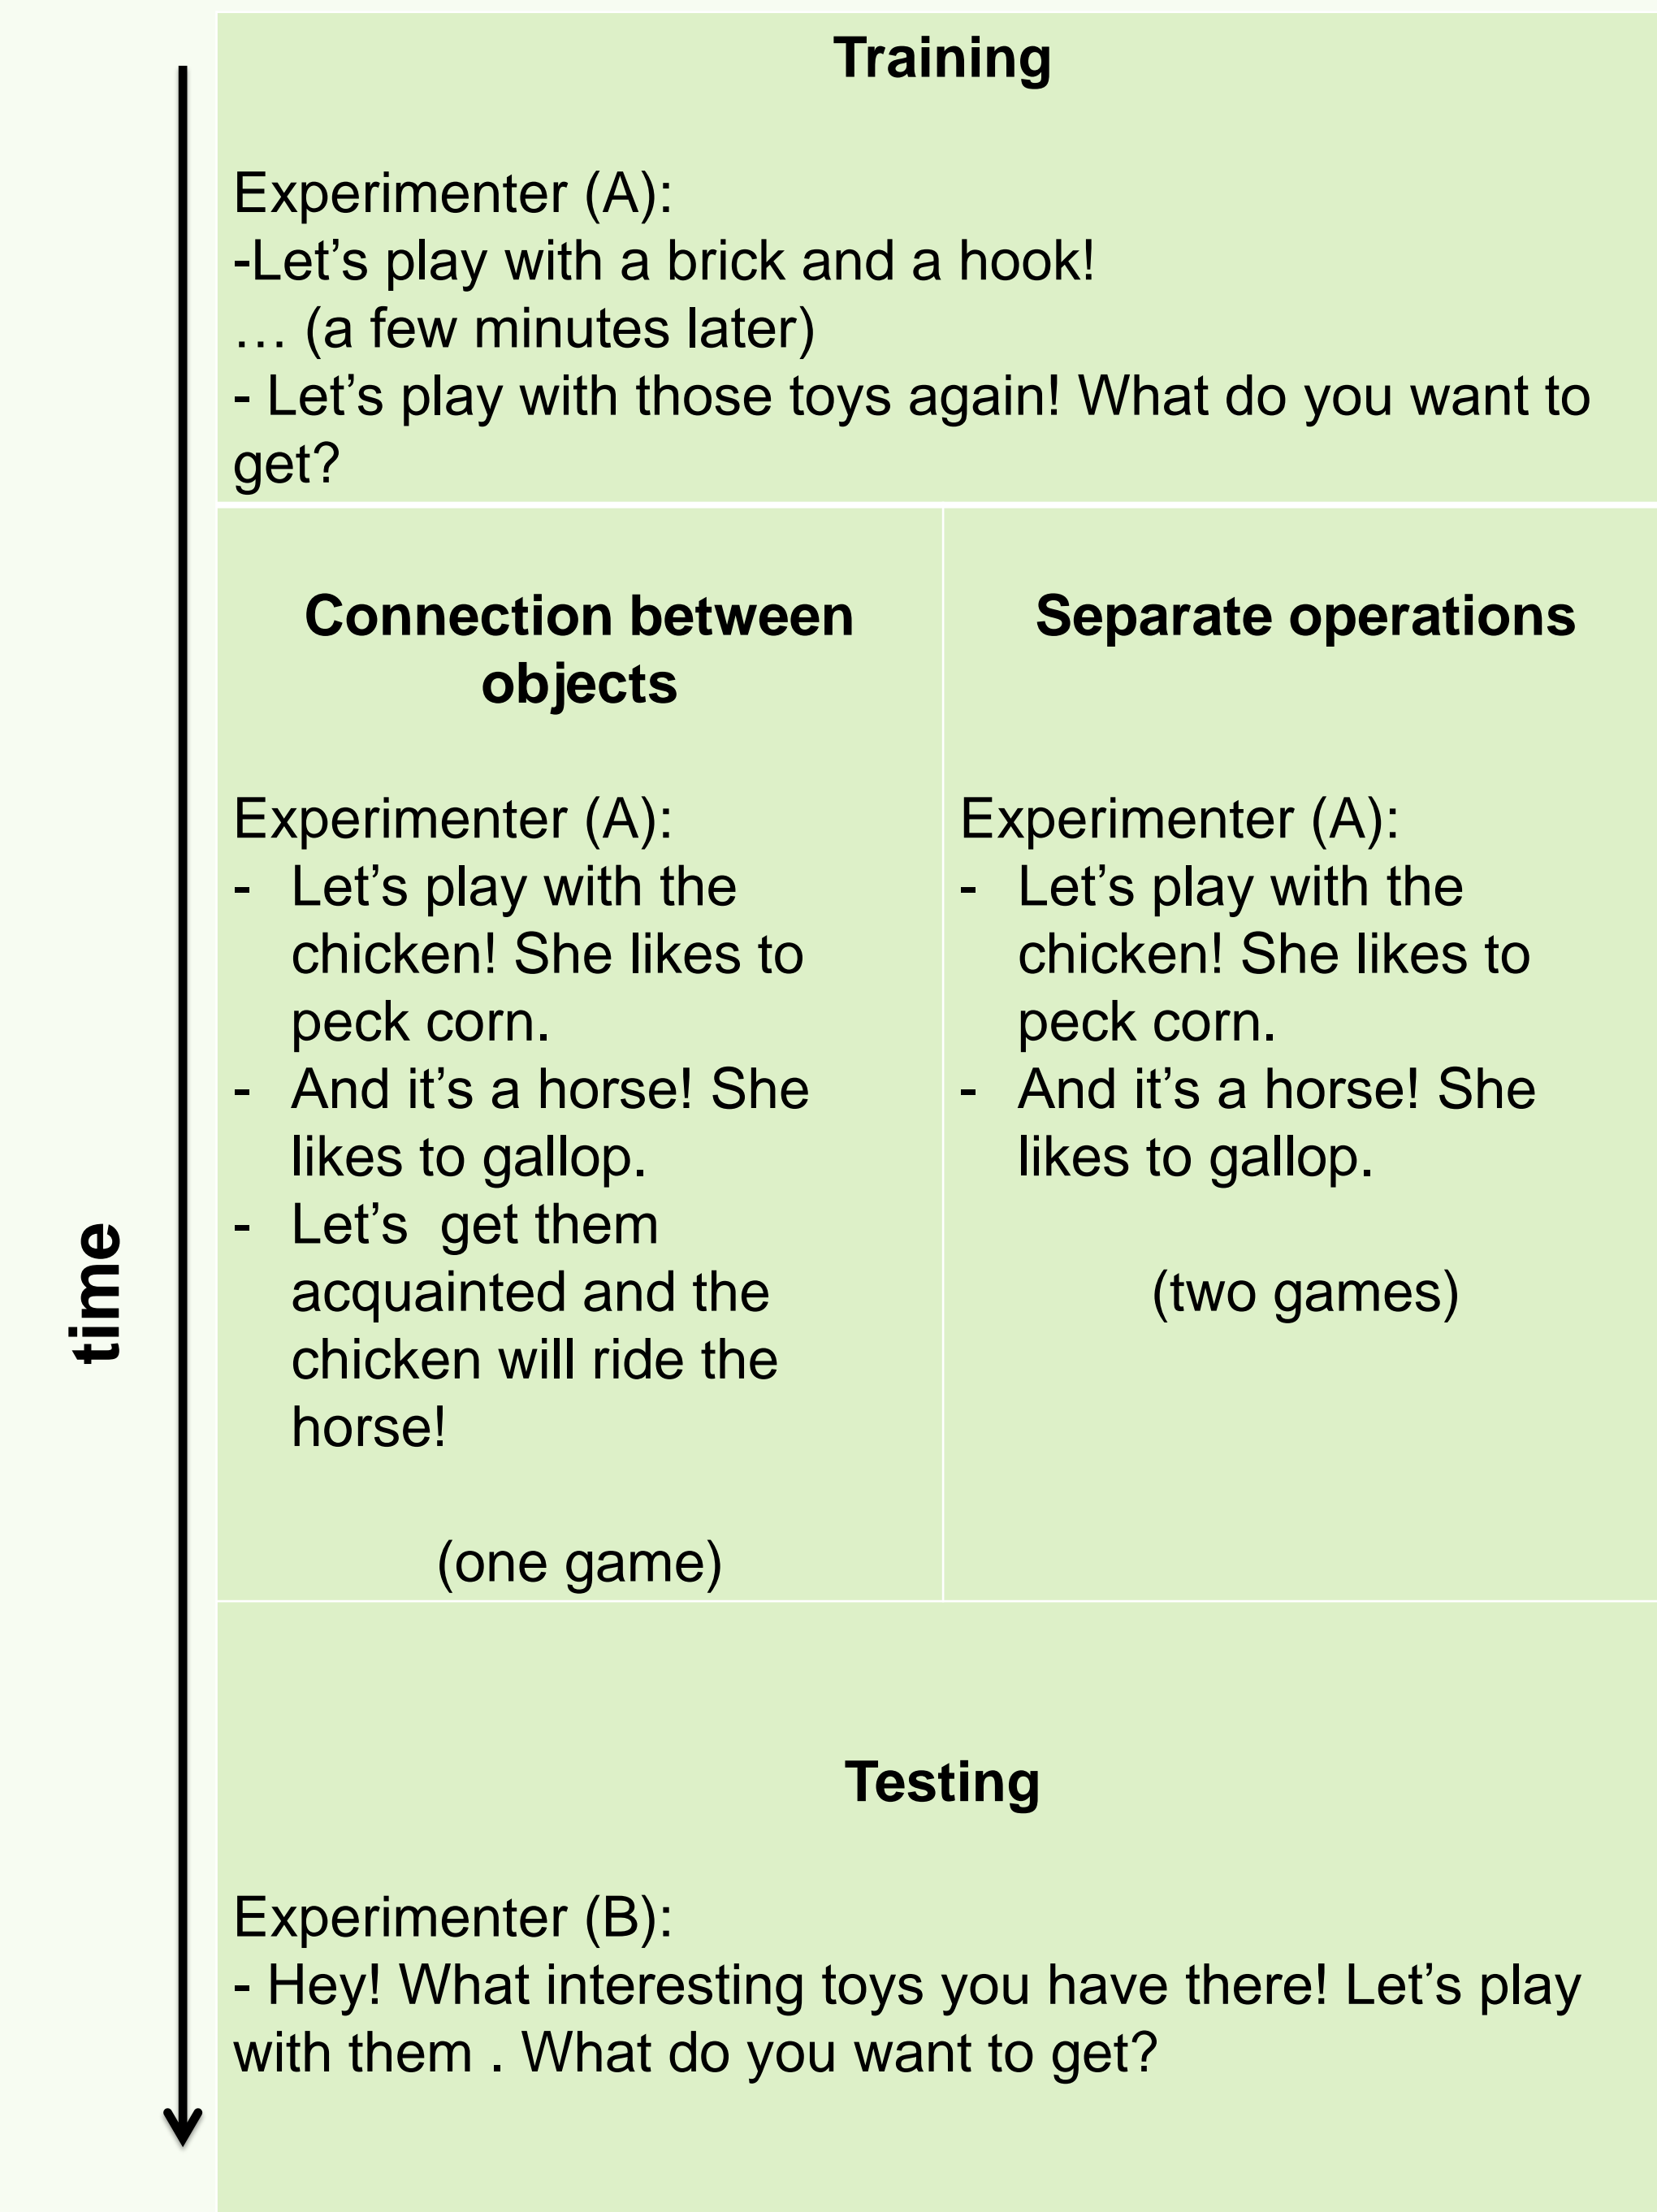 Training
Experimenter (A):
-Let’s play with a brick and a hook!
… (a few minutes later)
- Let’s play with those toys again! What do you want to
get?
Connection between
objects
Experimenter (A):
- Let’s play with the
chicken! She likes to
peck corn.
- And it’s a horse! She
likes to gallop.
- Let’s get them
acquainted and the
chicken will ride the
horse!
(one game)
Separate operations
Experimenter (A):
- Let’s play with the
chicken! She likes to
peck corn.
- And it’s a horse! She
likes to gallop.
(two games)
time
Testing
Experimenter (B):
- Hey! What interesting toys you have there! Let’s play
with them . What do you want to get?